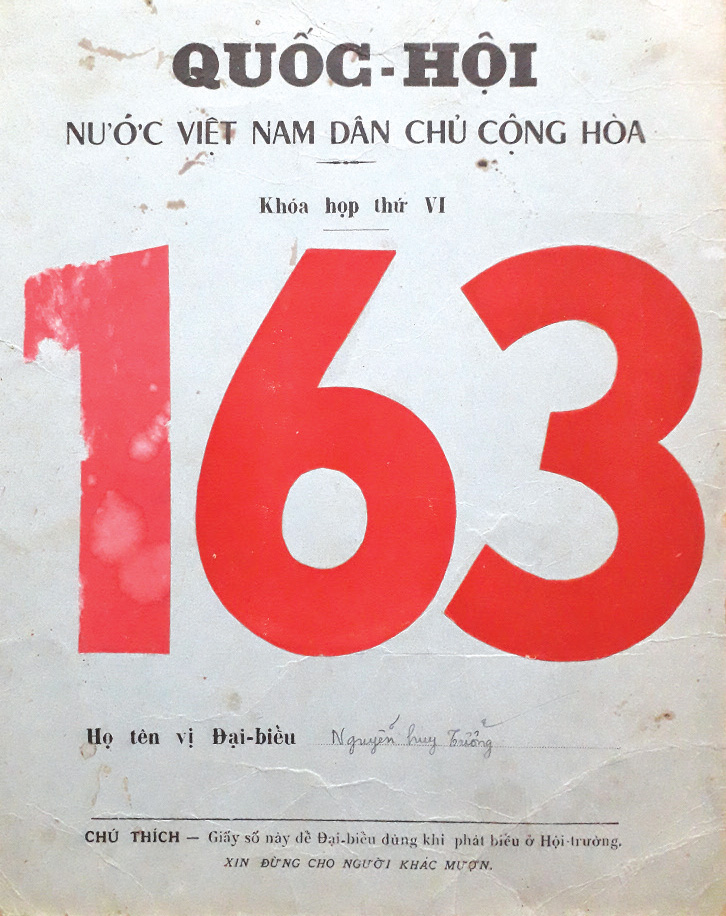 QUỐC-HỘI
NƯỚC VIỆT NAM DÂN CHỦ CỘNG HÒA
Khóa họp thứ VI
163
Họ tên vị Đại-biểu Nguyễn huy Tưởng
CHÚ THÍCH — Giấy số này để Đại-biểu dùng khi phát biểu ở Hội-trường.
XIN ĐỪNG CHO NGƯỜI KHÁC MƯỢN.